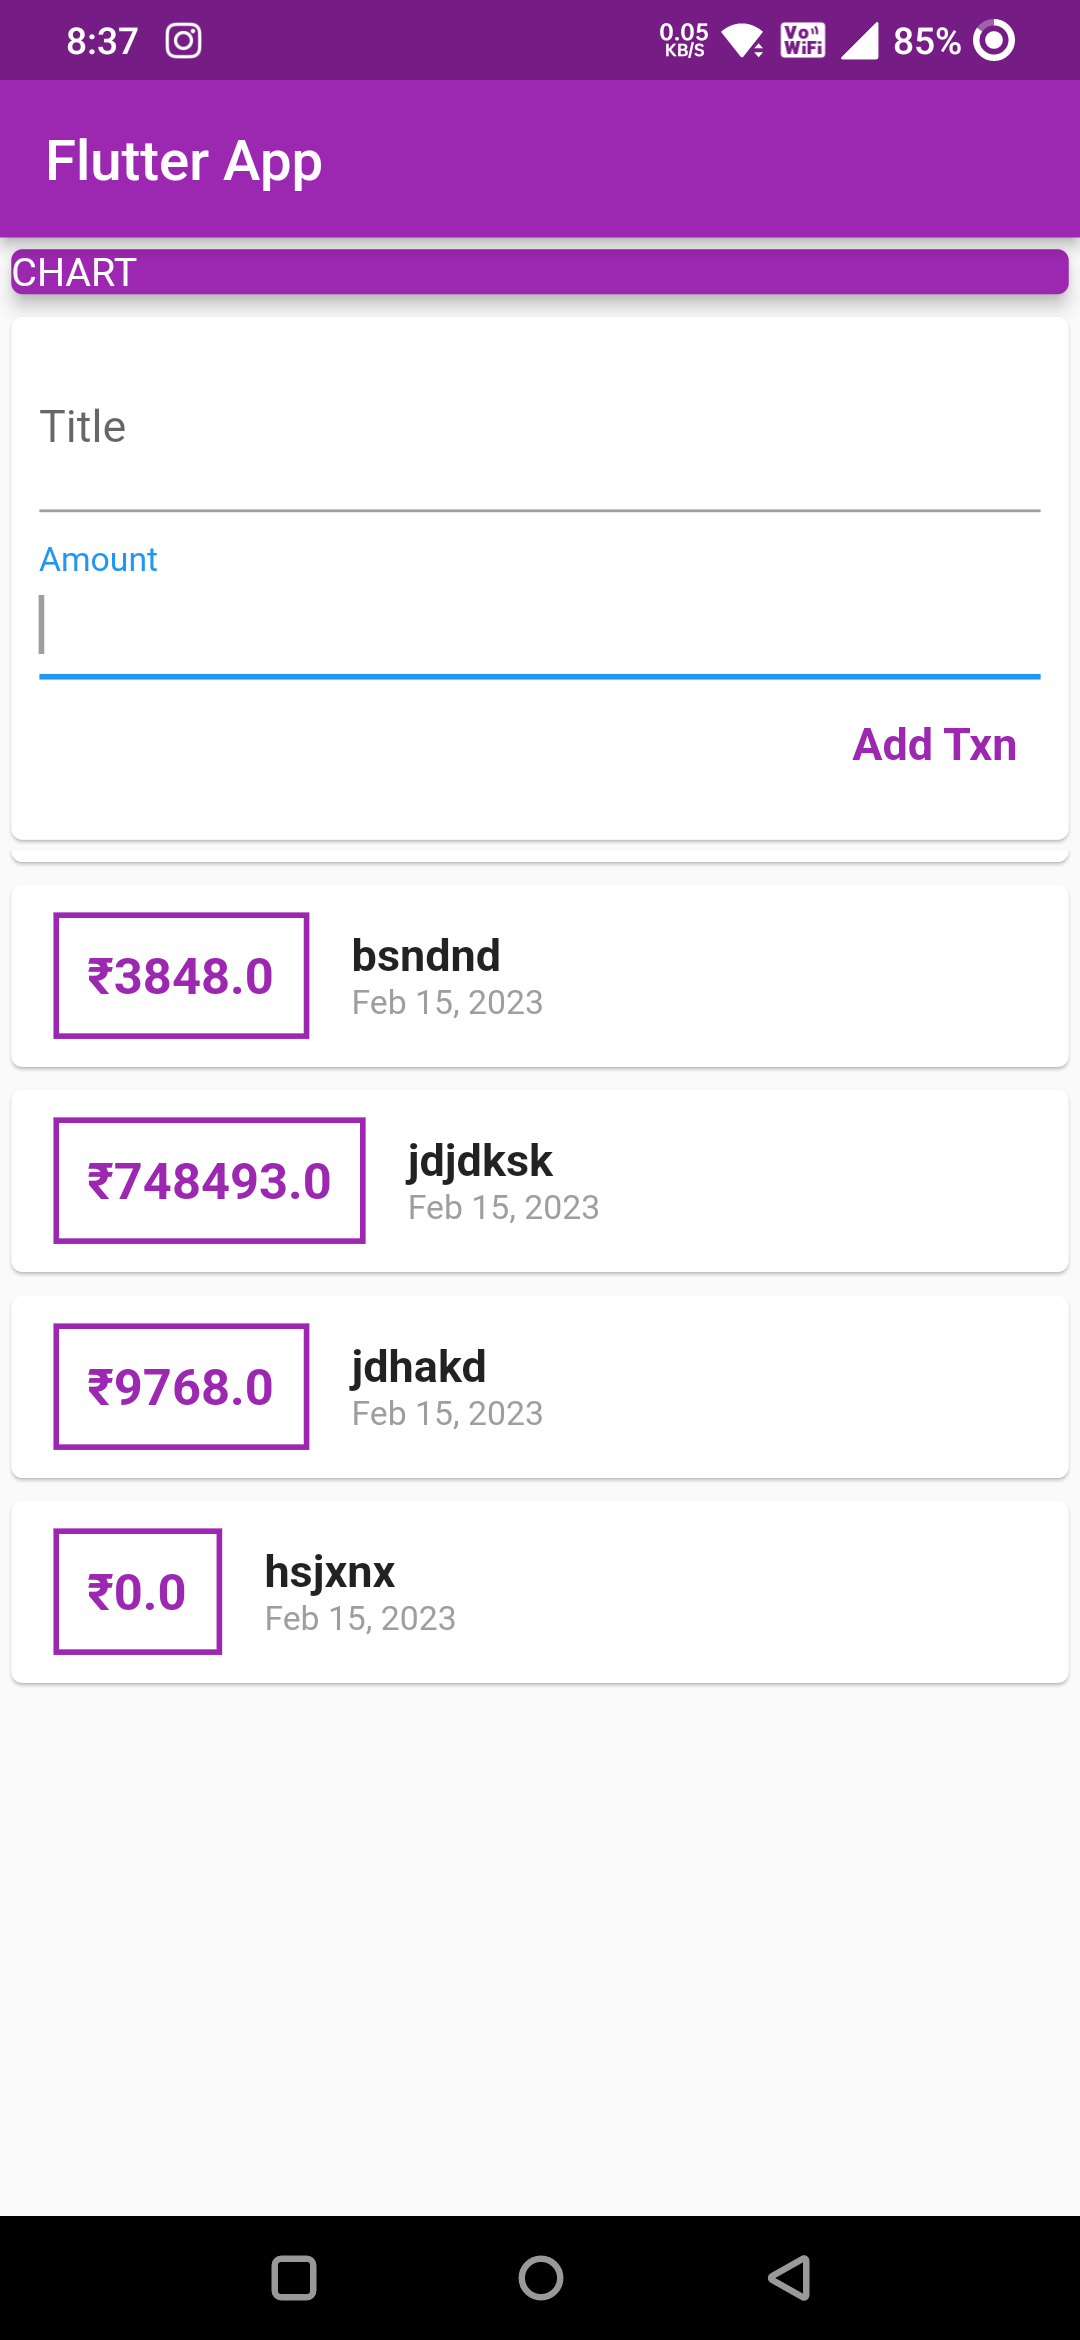 8:37 0.05 KB/S Vo WiFi 85%
Flutter App
CHART
Title
Amount
Add Txn
₹3848.0
bsndnd
Feb 15, 2023
₹748493.0
jdjdksk
Feb 15, 2023
₹9768.0
jdhakd
Feb 15, 2023
₹0.0
hsjxnx
Feb 15, 2023